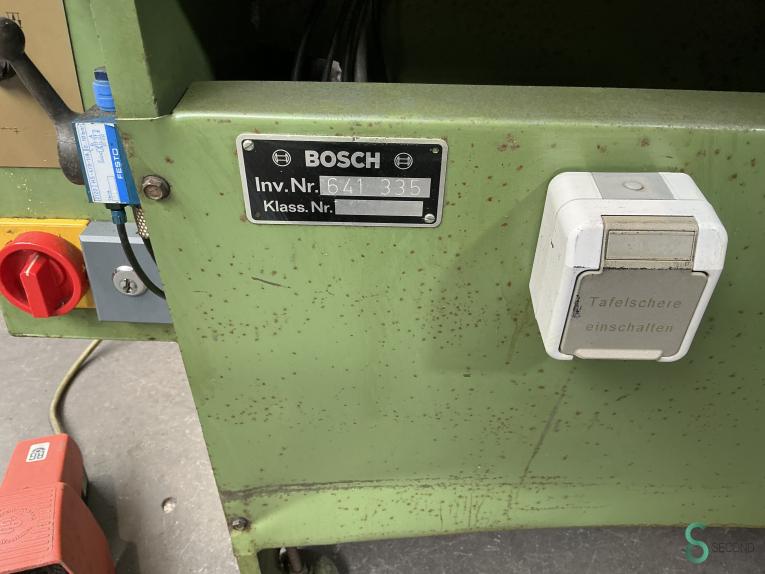 BOSCH
Inv.Nr. 641 335
Klass.Nr.
FESTO
Tafelschere
einschalten
SECOND